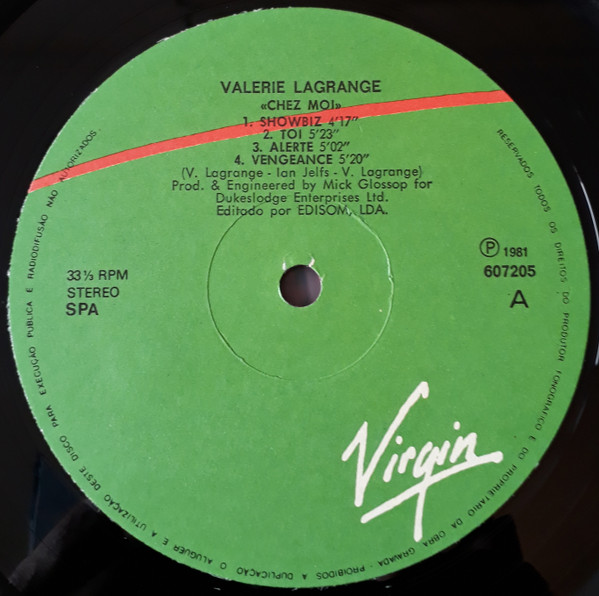 VALERIE LAGRANGE
«CHEZ MOI»
1. SHOWBIZ 4'17"
2. TOI 5'23"
3. ALERTE 5'02"
4. VENGEANCE 5'20"
(V. Lagrange - Ian Jelfs - V. Lagrange)
Prod. & Engineered by Mick Glossop for
Dukeslodge Enterprises Ltd.
Editado por EDISOM, LDA.
33⅓ RPM
STEREO
SPA
Ⓟ 1981
607205
A
Virgin
RESERVADOS TODOS OS DIREITOS DO PRODUTOR FONOGRÁFICO E DO PROPRIETÁRIO DA OBRA GRAVADA - PROIBIDOS A DUPLICAÇÃO O ALUGUER E A UTILIZAÇÃO DESTE DISCO PARA EXECUÇÃO PÚBLICA E RADIODIFUSÃO NÃO AUTORIZADOS